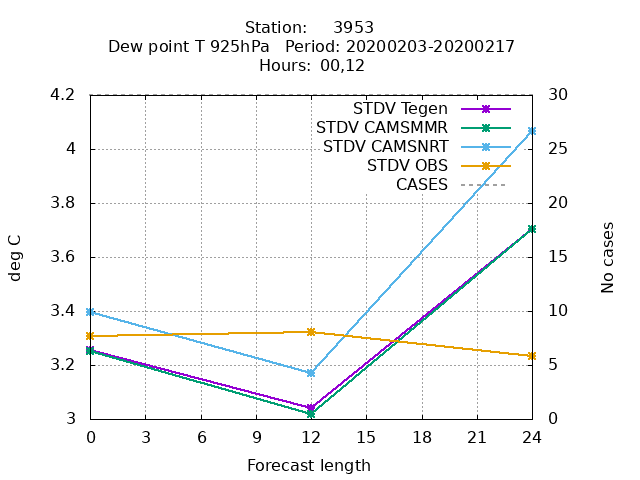 Station: 3953
Dew point T 925hPa Period: 20200203-20200217
Hours: 00,12
4.2
4
3.8
3.6
3.4
3.2
3
30
25
20
15
10
5
0
STDV Tegen
STDV CAMSMMR
STDV CAMSNRT
STDV OBS
CASES
deg C
No cases
0 3 6 9 12 15 18 21 24
Forecast length